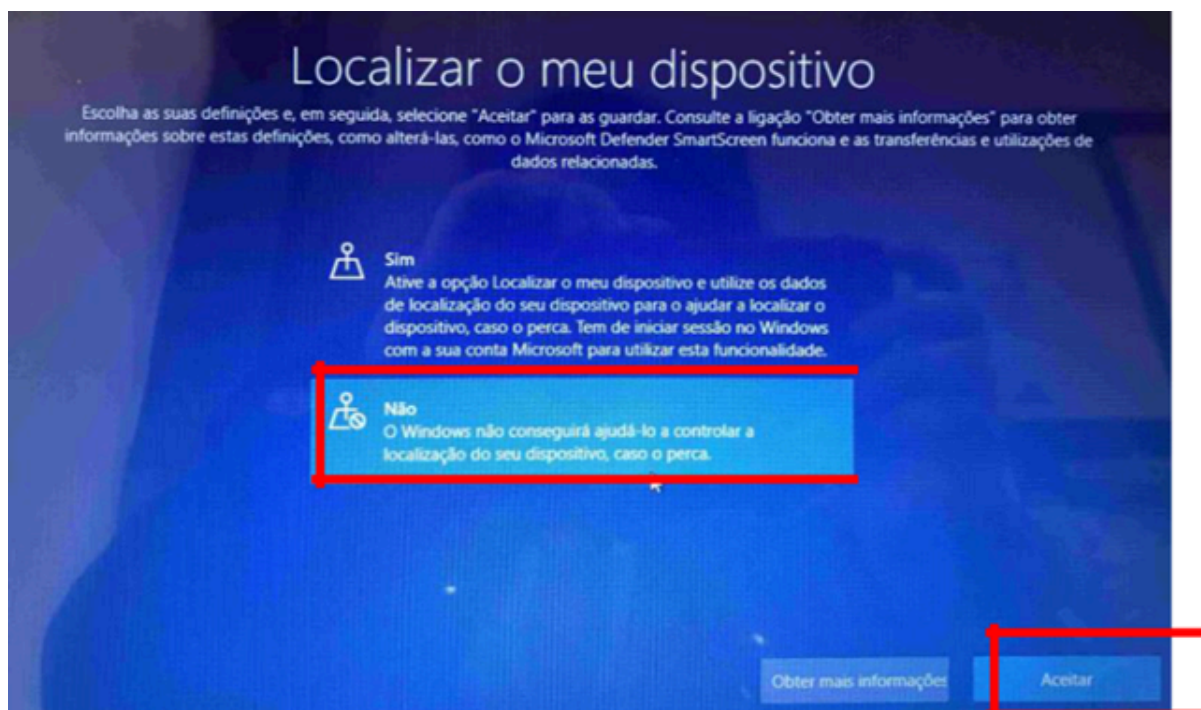 Localizar o meu dispositivo
Escolha as suas definições e, em seguida, selecione "Aceitar" para as guardar. Consulte a ligação "Obter mais informações" para obter
informações sobre estas definições, como alterá-las, como o Microsoft Defender SmartScreen funciona e as transferências e utilizações de
dados relacionadas.
Sim
Ative a opção Localizar o meu dispositivo e utilize os dados
de localização do seu dispositivo para o ajudar a localizar o
dispositivo, caso o perca. Tem de iniciar sessão no Windows
com a sua conta Microsoft para utilizar esta funcionalidade.
Não
O Windows não conseguirá ajudá-lo a controlar a
localização do seu dispositivo, caso o perca.
Obter mais informações
Aceitar